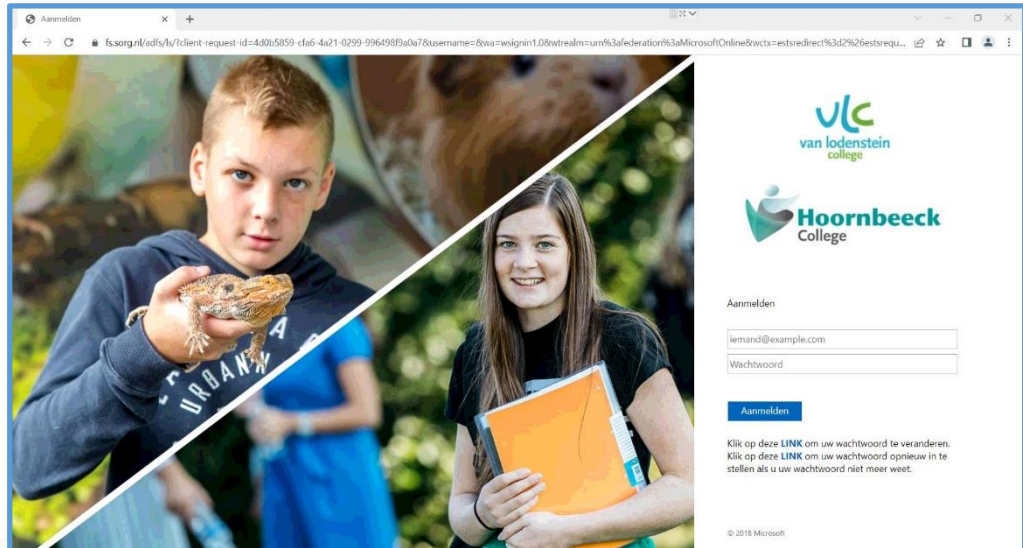 Aanmelden
fs.sorg.nl/adfs/ls/?client-request-id=4d0b5859-cfa6-4a21-0299-996498f9a0a7&username=&wa=wsignin1.0&wtrealm=urn%3afederation%3aMicrosoftOnline&wctx=estsredirect%3d2%26estsrequ...
vlc
van lodenstein
college
Hoornbeeck
College
URBAN
Aanmelden
iemand@example.com
Wachtwoord
Aanmelden
Klik op deze LINK om uw wachtwoord te veranderen.
Klik op deze LINK om uw wachtwoord opnieuw in te
stellen als u uw wachtwoord niet meer weet.
© 2018 Microsoft